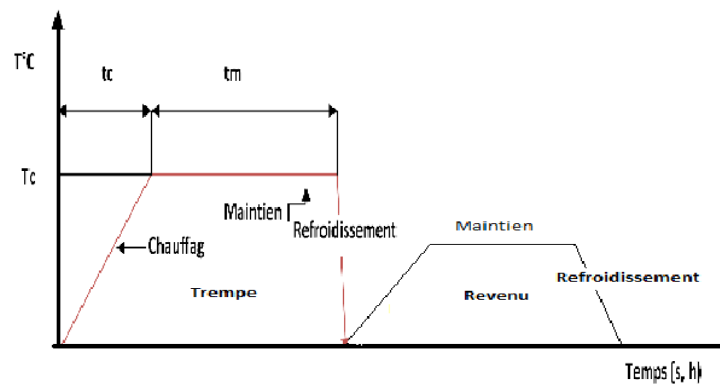 T°C
tc
tm
Tc
Maintien
Refroidissement
Chauffag
Maintien
Refroidissement
Trempe
Revenu
Temps (s, h)